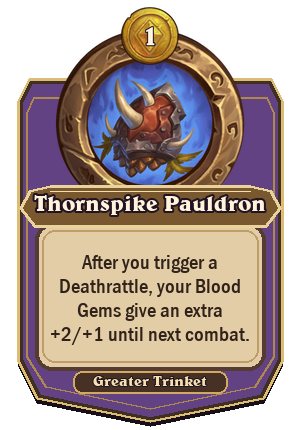 1
Thornspike Pauldron
After you trigger a
Deathrattle, your Blood
Gems give an extra
+2/+1 until next combat.
Greater Trinket